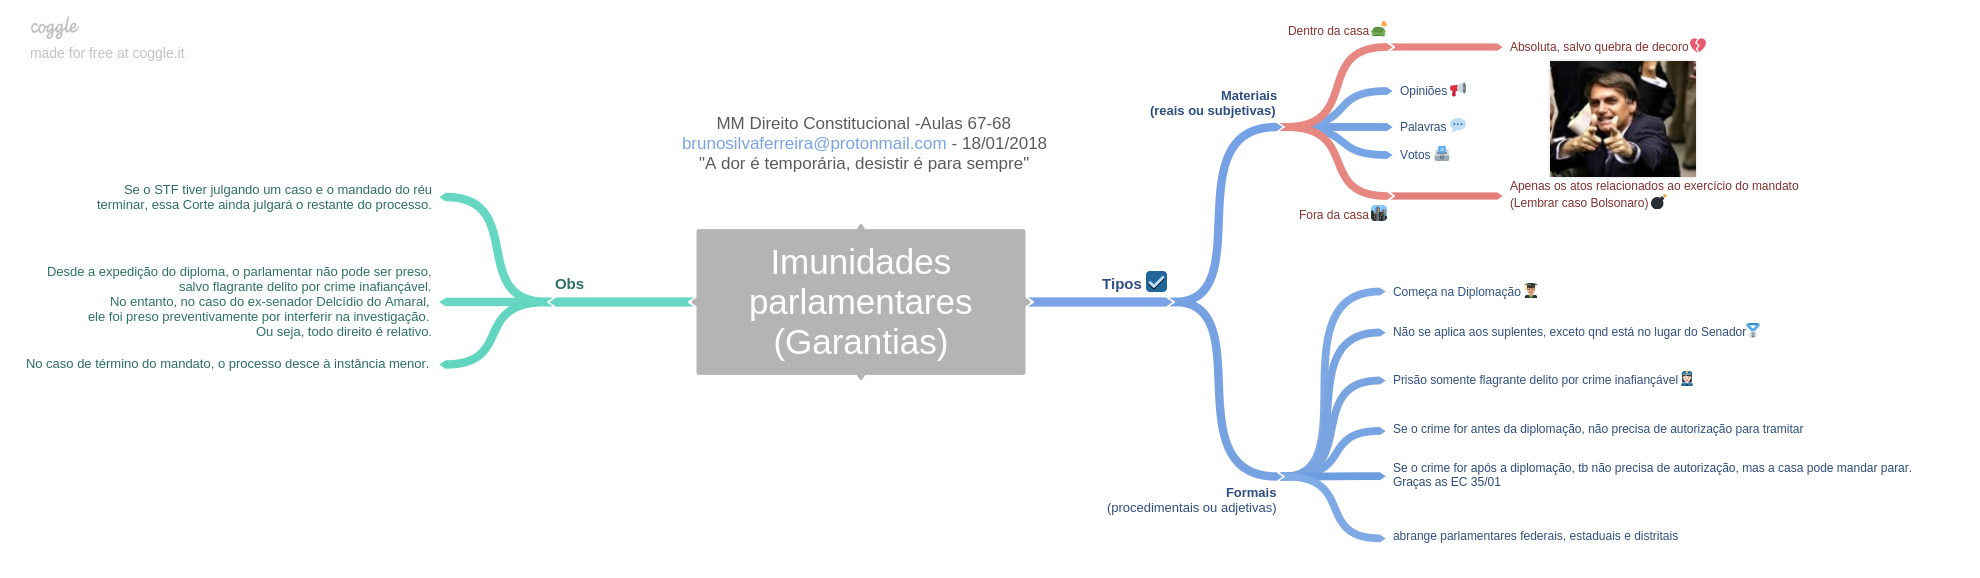 coggle
made for free at coggle.it
MM Direito Constitucional -Aulas 67-68
brunosilvaferreira@protonmail.com - 18/01/2018
"A dor é temporária, desistir é para sempre"
Imunidades
parlamentares
(Garantias)
Tipos
Materiais
(reais ou subjetivas)
Dentro da casa
Absoluta, salvo quebra de decoro
Opiniões
Palavras
Votos
Fora da casa
Apenas os atos relacionados ao exercício do mandato
(Lembrar caso Bolsonaro)
Formais
(procedimentais ou adjetivas)
Começa na Diplomação
Não se aplica aos suplentes, exceto qnd está no lugar do Senador
Prisão somente flagrante delito por crime inafiançável
Se o crime for antes da diplomação, não precisa de autorização para tramitar
Se o crime for após a diplomação, tb não precisa de autorização, mas a casa pode mandar parar.
Graças as EC 35/01
abrange parlamentares federais, estaduais e distritais
Obs
Se o STF tiver julgando um caso e o mandado do réu
terminar, essa Corte ainda julgará o restante do processo.
Desde a expedição do diploma, o parlamentar não pode ser preso,
salvo flagrante delito por crime inafiançável.
No entanto, no caso do ex-senador Delcídio do Amaral,
ele foi preso preventivamente por interferir na investigação.
Ou seja, todo direito é relativo.
No caso de término do mandato, o processo desce à instância menor.